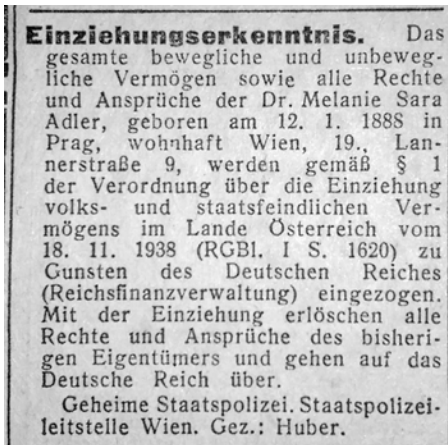 Einziehungserkenntnis. Das
gesamte bewegliche und unbeweg-
liche Vermögen sowie alle Rechte
und Ansprüche der Dr. Melanie Sara
Adler, geboren am 12. 1. 1888 in
Prag, wohnhaft Wien, 19., Lan-
nerstraße 9, werden gemäß § 1
der Verordnung über die Einziehung
volks- und staatsfeindlichen Ver-
mögens im Lande Österreich vom
18. 11. 1938 (RGBl. I S. 1620) zu
Gunsten des Deutschen Reiches
(Reichsfinanzverwaltung) eingezogen.
Mit der Einziehung erlöschen alle
Rechte und Ansprüche des bisheri-
gen Eigentümers und gehen auf das
Deutsche Reich über.
Geheime Staatspolizei. Staatspolizei-
leitstelle Wien. Gez.: Huber.